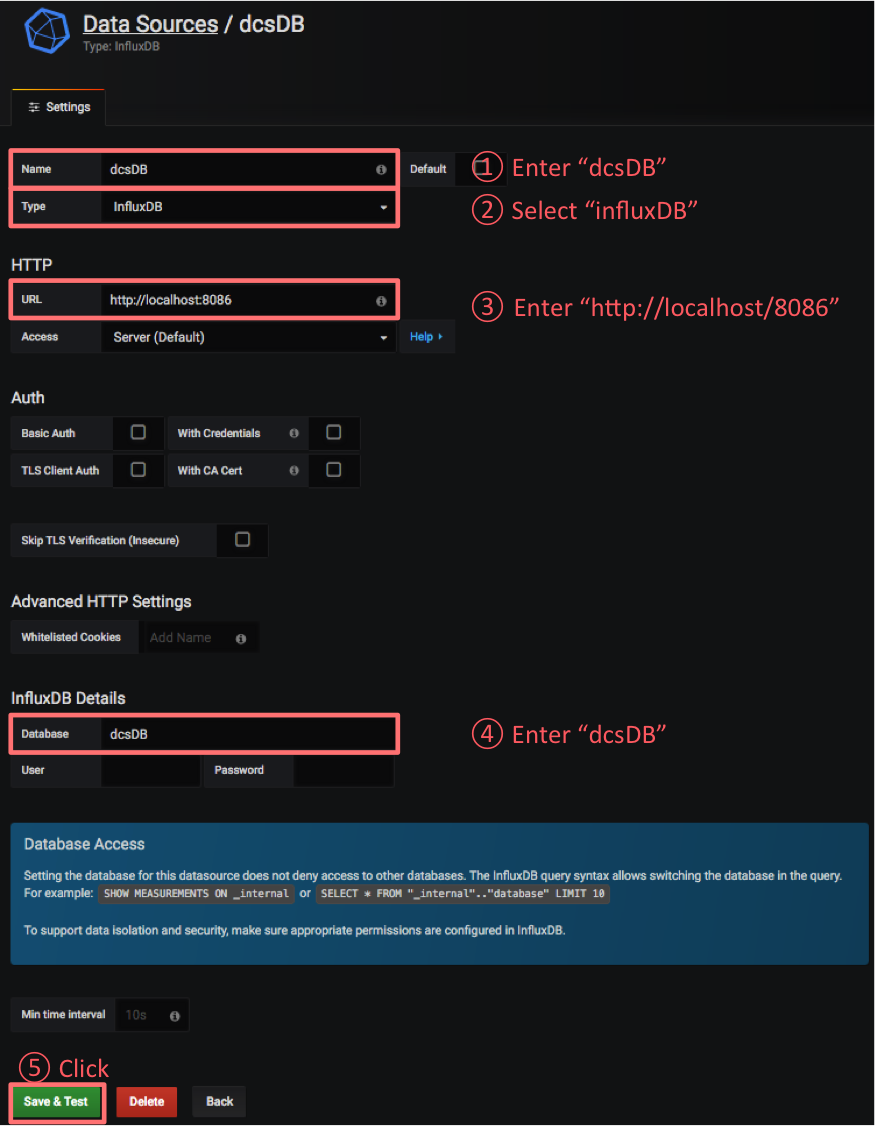 Data Sources / dcsDB
Type: InfluxDB
Settings
Name dcsDB Default ① Enter “dcsDB”
Type InfluxDB ② Select “influxDB”
HTTP
URL http://localhost:8086 ③ Enter “http://localhost/8086”
Access Server (Default) Help
Auth
Basic Auth With Credentials
TLS Client Auth With CA Cert
Skip TLS Verification (Insecure)
Advanced HTTP Settings
Whitelisted Cookies Add Name
InfluxDB Details
Database dcsDB ④ Enter “dcsDB”
User Password
Database Access
Setting the database for this datasource does not deny access to other databases. The InfluxDB query syntax allows switching the database in the query.
For example: SHOW MEASUREMENTS ON _internal or SELECT * FROM "_internal".."database" LIMIT 10
To support data isolation and security, make sure appropriate permissions are configured in InfluxDB.
Min time interval 10s
⑤ Click
Save & Test Delete Back